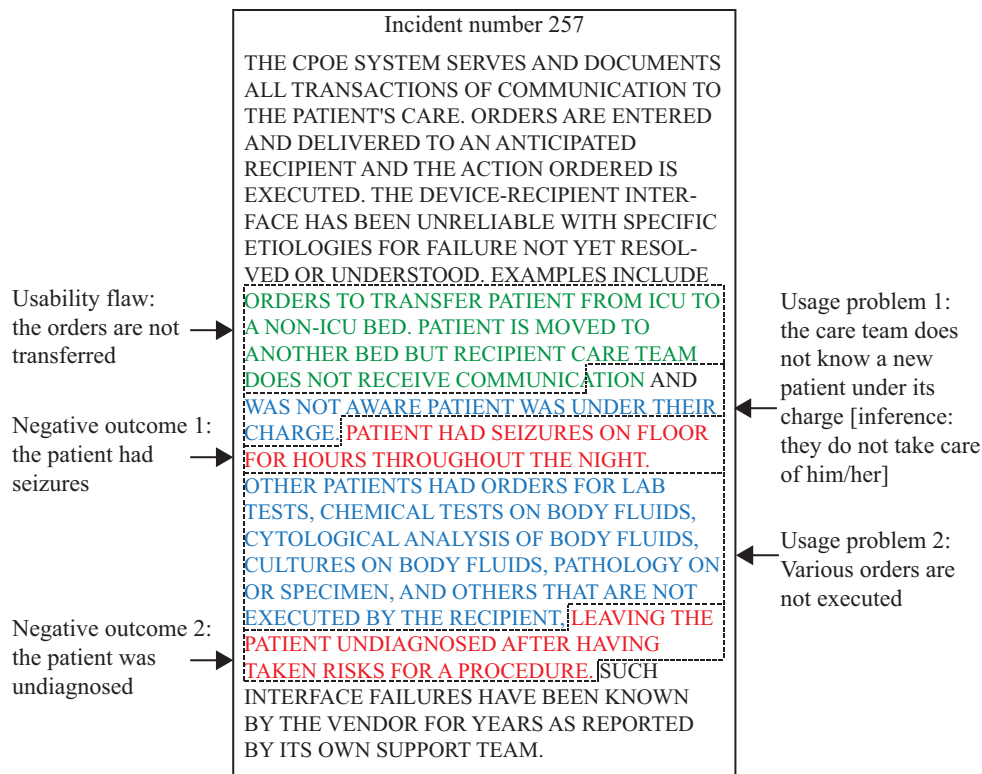 Incident number 257
THE CPOE SYSTEM SERVES AND DOCUMENTS
ALL TRANSACTIONS OF COMMUNICATION TO
THE PATIENT'S CARE. ORDERS ARE ENTERED
AND DELIVERED TO AN ANTICIPATED
RECIPIENT AND THE ACTION ORDERED IS
EXECUTED. THE DEVICE-RECIPIENT INTER-
FACE HAS BEEN UNRELIABLE WITH SPECIFIC
ETIOLOGIES FOR FAILURE NOT YET RESOL-
VED OR UNDERSTOOD. EXAMPLES INCLUDE
ORDERS TO TRANSFER PATIENT FROM ICU TO
A NON-ICU BED. PATIENT IS MOVED TO
ANOTHER BED BUT RECIPIENT CARE TEAM
DOES NOT RECEIVE COMMUNICATION AND
WAS NOT AWARE PATIENT WAS UNDER THEIR
CHARGE. PATIENT HAD SEIZURES ON FLOOR
FOR HOURS THROUGHOUT THE NIGHT.
OTHER PATIENTS HAD ORDERS FOR LAB
TESTS, CHEMICAL TESTS ON BODY FLUIDS,
CYTOLOGICAL ANALYSIS OF BODY FLUIDS,
CULTURES ON BODY FLUIDS, PATHOLOGY ON
OR SPECIMEN, AND OTHERS THAT ARE NOT
EXECUTED BY THE RECIPIENT, LEAVING THE
PATIENT UNDIAGNOSED AFTER HAVING
TAKEN RISKS FOR A PROCEDURE. SUCH
INTERFACE FAILURES HAVE BEEN KNOWN
BY THE VENDOR FOR YEARS AS REPORTED
BY ITS OWN SUPPORT TEAM.
Usability flaw:
the orders are not
transferred
Negative outcome 1:
the patient had
seizures
Negative outcome 2:
the patient was
undiagnosed
Usage problem 1:
the care team does
not know a new
patient under its
charge [inference:
they do not take care
of him/her]
Usage problem 2:
Various orders are
not executed